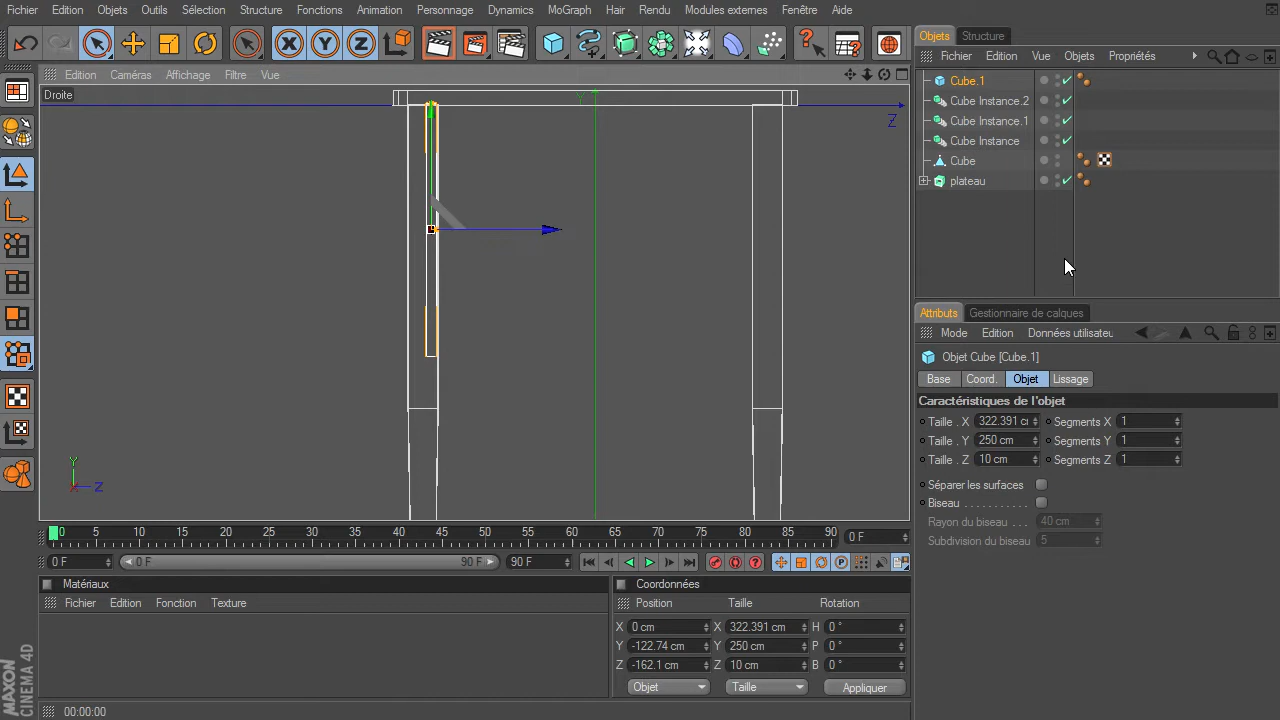 Fichier Edition Objets Outils Sélection Structure Fonctions Animation Personnage Dynamics MoGraph Hair Rendu Modules externes Fenêtre Aide
X Y Z
Edition Caméras Affichage Filtre Vue
Droite
Y
Z
Y
X Z
0 5 10 15 20 25 30 35 40 45 50 55 60 65 70 75 80 85 90 0 F
0 F 0 F 90 F 90 F
Matériaux
Fichier Edition Fonction Texture
Coordonnées
Position Taille Rotation
X 0 cm X 322.391 cm H 0 °
Y -122.74 cm Y 250 cm P 0 °
Z -162.1 cm Z 10 cm B 0 °
Objet Taille Appliquer
00:00:00
MAXON
CINEMA 4D
Objets Structure
Fichier Edition Vue Objets Propriétés
Cube.1
Cube Instance.2
Cube Instance.1
Cube Instance
Cube
plateau
Attributs Gestionnaire de calques
Mode Edition Données utilisateu
Objet Cube [Cube.1]
Base Coord. Objet Lissage
Caractéristiques de l'objet
Taille . X 322.391 c Segments X 1
Taille . Y 250 cm Segments Y 1
Taille . Z 10 cm Segments Z 1
Séparer les surfaces
Biseau . . . . . . . . . . .
Rayon du biseau . . . 40 cm
Subdivision du biseau 5